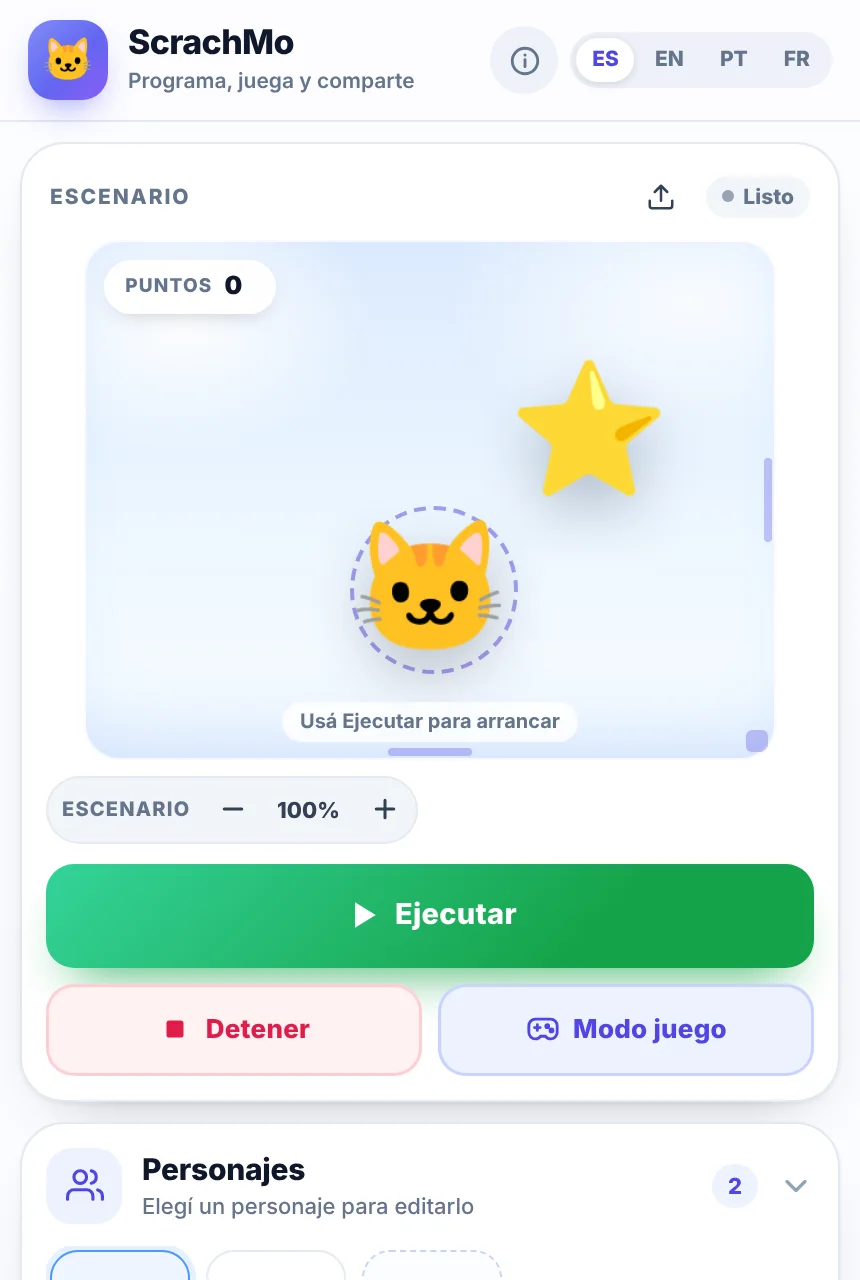 ScrachMo
Programa, juega y comparte
ES EN PT FR
ESCENARIO
Listo
PUNTOS 0
Usá Ejecutar para arrancar
ESCENARIO − 100% +
Ejecutar
Detener
Modo juego
Personajes
Elegí un personaje para editarlo
2